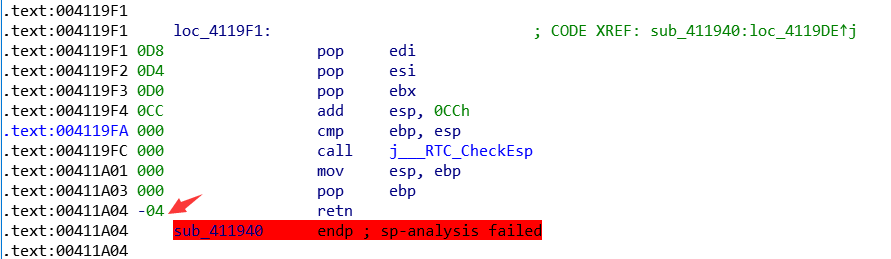 .text:004119F1
.text:004119F1 loc_4119F1: ; CODE XREF: sub_411940:loc_4119DE↑j
.text:004119F1 0D8 pop edi
.text:004119F2 0D4 pop esi
.text:004119F3 0D0 pop ebx
.text:004119F4 0CC add esp, 0CCh
.text:004119FA 000 cmp ebp, esp
.text:004119FC 000 call j___RTC_CheckEsp
.text:00411A01 000 mov esp, ebp
.text:00411A03 000 pop ebp
.text:00411A04 -04 retn
.text:00411A04 sub_411940 endp ; sp-analysis failed
.text:00411A04